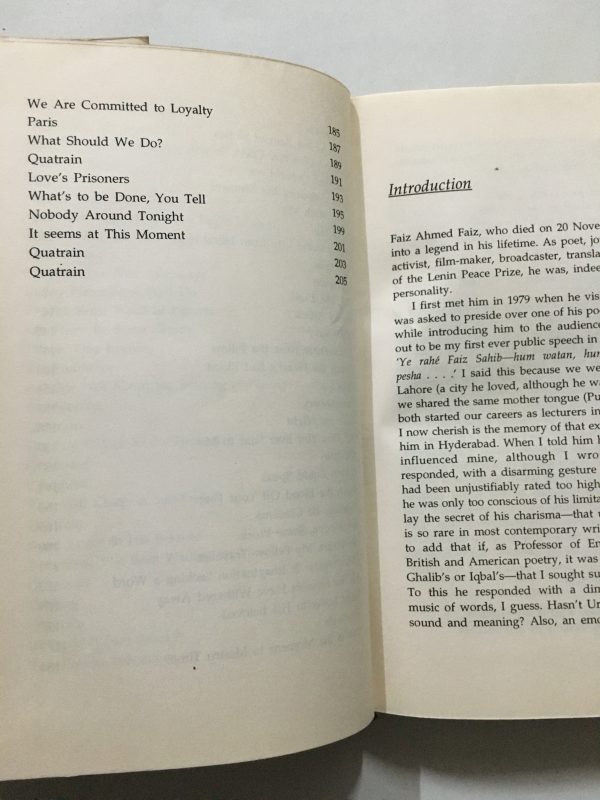 We Are Committed to Loyalty 185
Paris 187
What Should We Do? 189
Quatrain 191
Love's Prisoners 193
What's to be Done, You Tell 195
Nobody Around Tonight 199
It seems at This Moment 201
Quatrain 203
Quatrain 205
Introduction
Faiz Ahmed Faiz, who died on 20 Nove
into a legend in his lifetime. As poet, jo
activist, film-maker, broadcaster, transla
of the Lenin Peace Prize, he was, indee
personality.
I first met him in 1979 when he vis
was asked to preside over one of his po
while introducing him to the audienc
out to be my first ever public speech in
'Ye rahé Faiz Sahib—hum watan, hum
pesha . . . .' I said this because we we
Lahore (a city he loved, although he wa
we shared the same mother tongue (Pu
both started our careers as lecturers in
I now cherish is the memory of that ex
him in Hyderabad. When I told him h
influenced mine, although I wro
responded, with a disarming gesture
had been unjustifiably rated too high
he was only too conscious of his limita
lay the secret of his charisma—that u
is so rare in most contemporary wri
to add that if, as Professor of En
British and American poetry, it was
Ghalib's or Iqbal's—that I sought su
To this he responded with a dim
music of words, I guess. Hasn't Ur
sound and meaning? Also, an emo